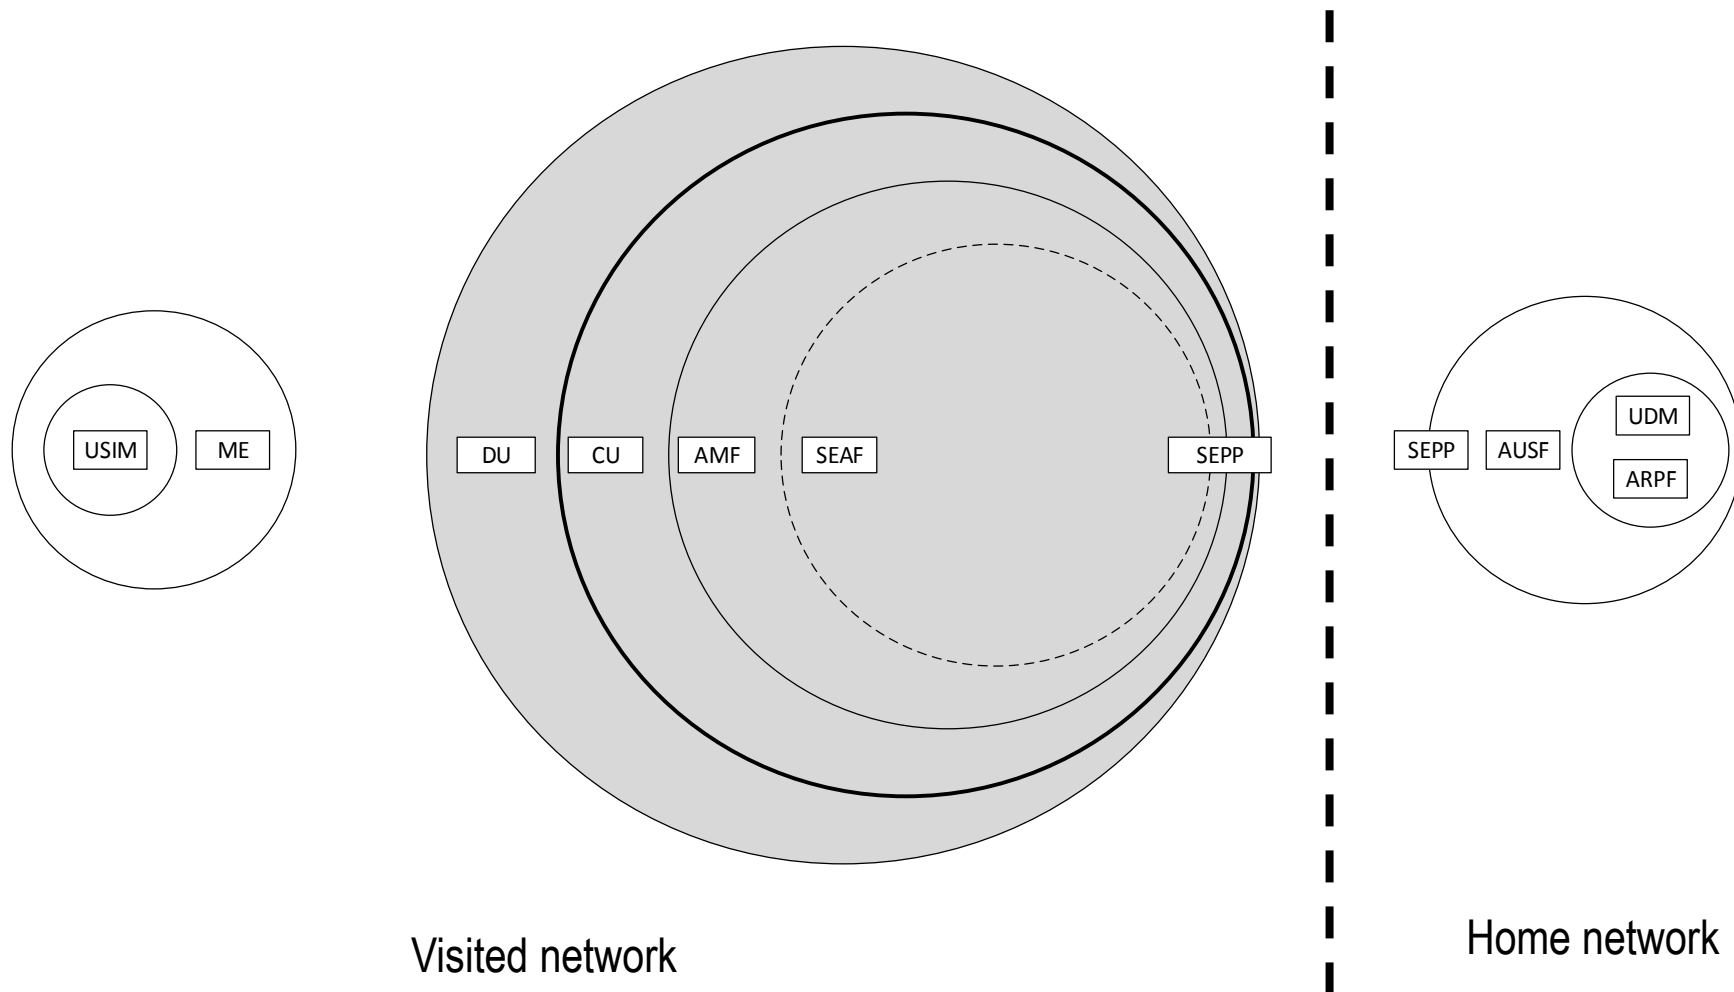 USIM
ME
DU
CU
AMF
SEAF
SEPP
SEPP
AUSF
UDM
ARPF
Visited network
Home network